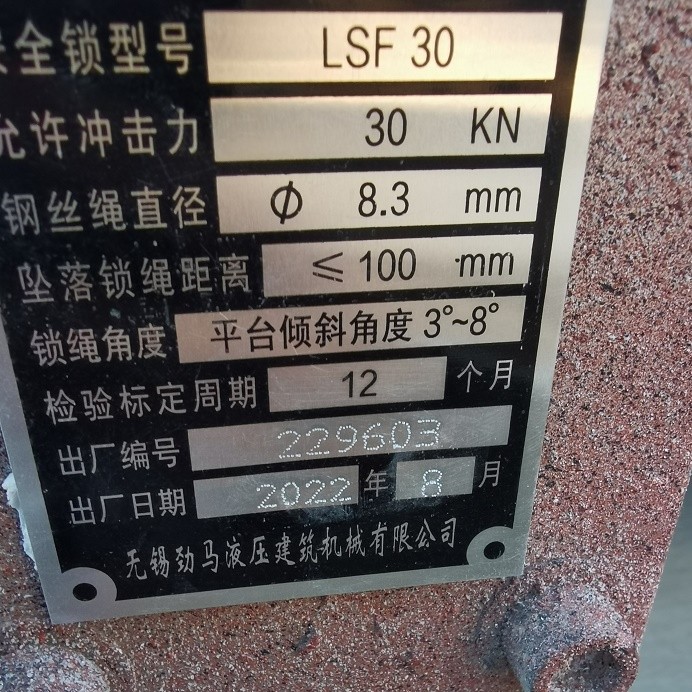 安全锁型号 LSF 30
允许冲击力 30 KN
钢丝绳直径 Φ 8.3 mm
坠落锁绳距离 ≤ 100 mm
锁绳角度 平台倾斜角度 3°~8°
检验标定周期 12 个月
出厂编号 229603
出厂日期 2022 年 8 月
无锡劲马液压建筑机械有限公司